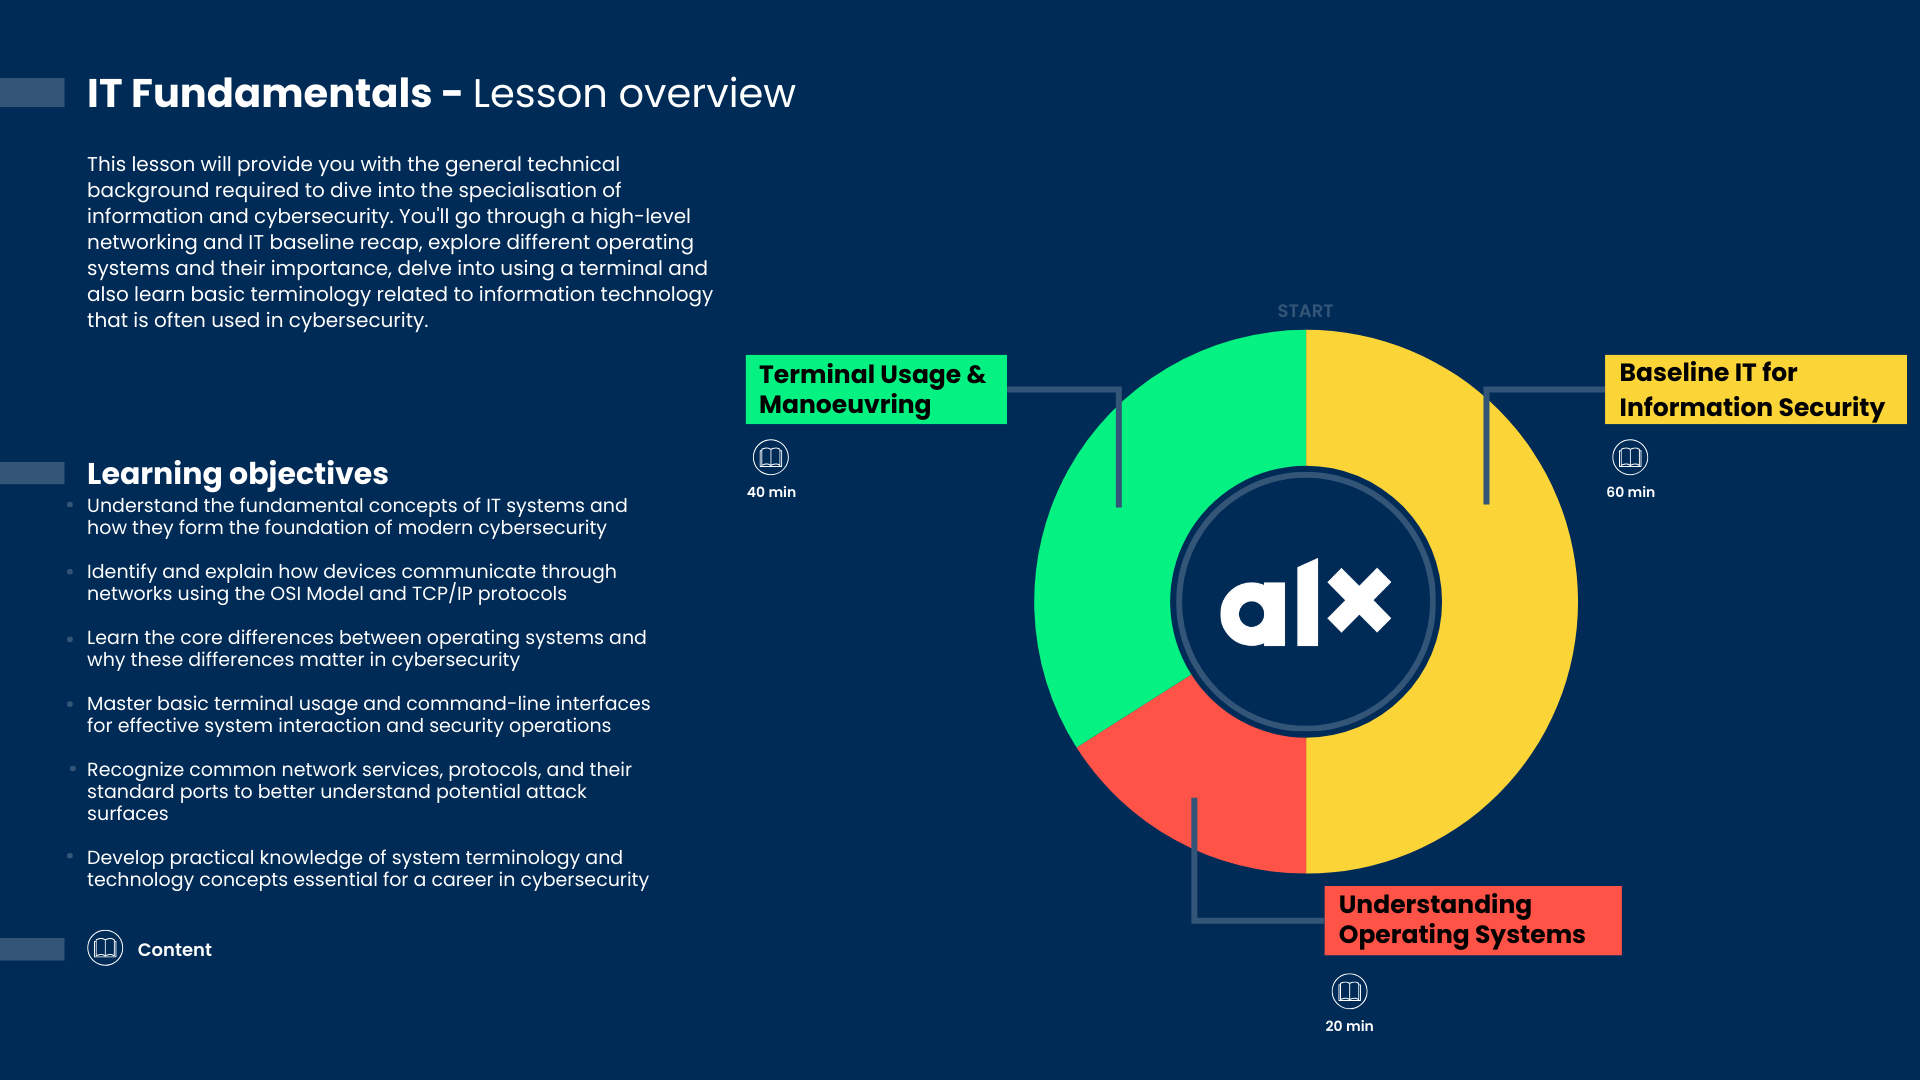 IT Fundamentals - Lesson overview
This lesson will provide you with the general technical
background required to dive into the specialisation of
information and cybersecurity. You'll go through a high-level
networking and IT baseline recap, explore different operating
systems and their importance, delve into using a terminal and
also learn basic terminology related to information technology
that is often used in cybersecurity.
Learning objectives
Understand the fundamental concepts of IT systems and
how they form the foundation of modern cybersecurity
Identify and explain how devices communicate through
networks using the OSI Model and TCP/IP protocols
Learn the core differences between operating systems and
why these differences matter in cybersecurity
Master basic terminal usage and command-line interfaces
for effective system interaction and security operations
Recognize common network services, protocols, and their
standard ports to better understand potential attack
surfaces
Develop practical knowledge of system terminology and
technology concepts essential for a career in cybersecurity
Content
START
Terminal Usage &
Manoeuvring
40 min
Baseline IT for
Information Security
60 min
alx
Understanding
Operating Systems
20 min